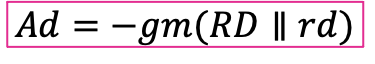 Ad = −gm(RD ∥ rd)